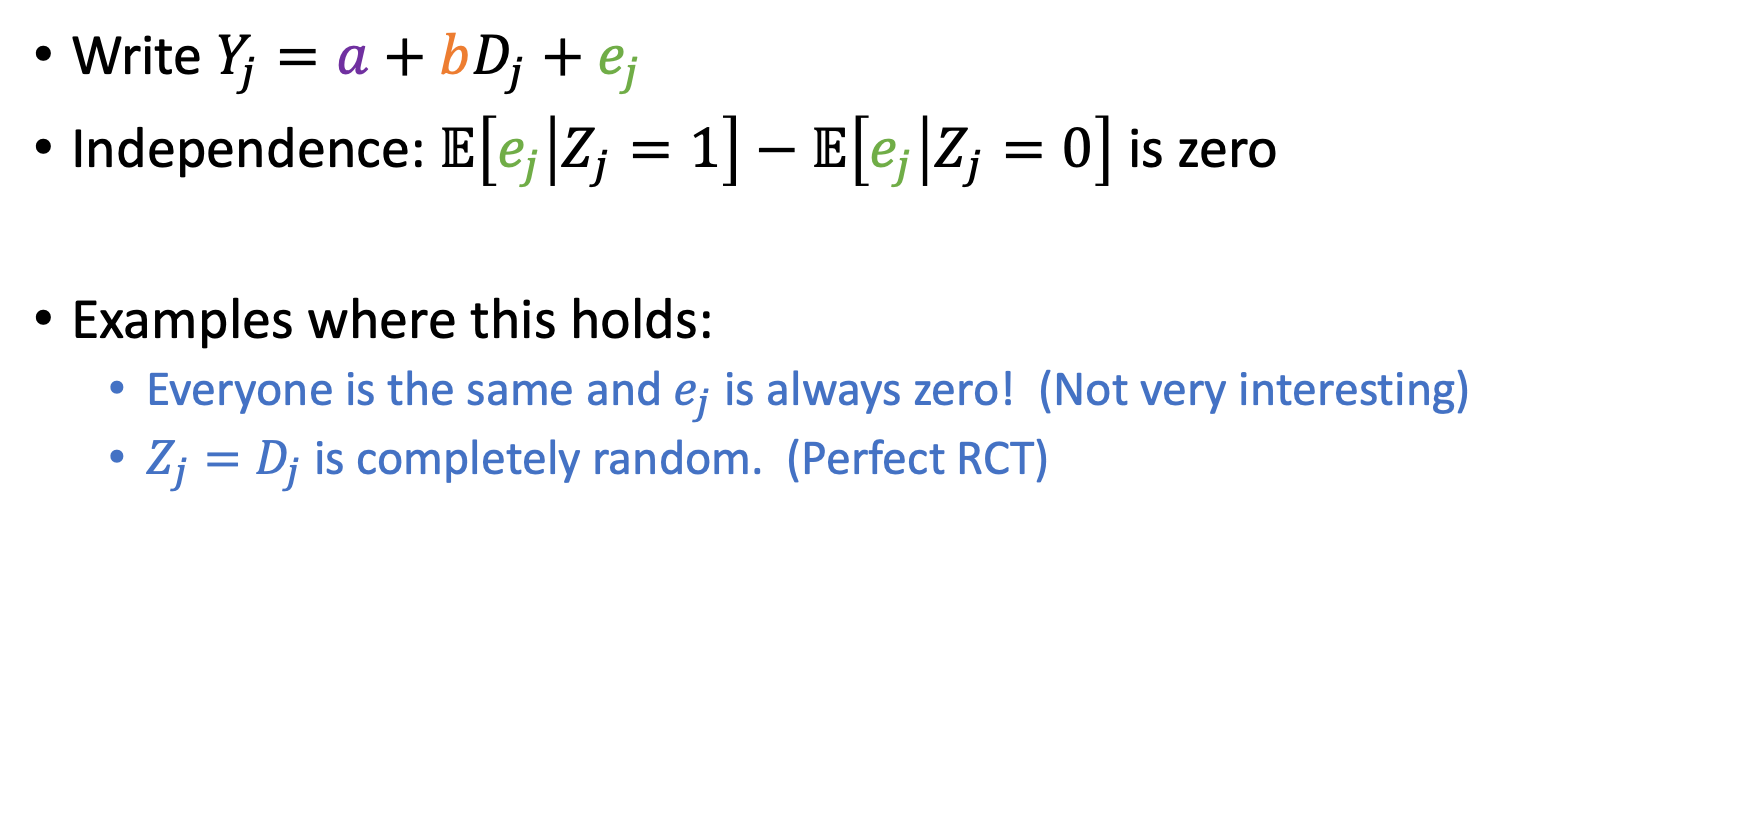 • Write Yⱼ = a + bDⱼ + eⱼ
• Independence: 𝔼[eⱼ|Zⱼ = 1] − 𝔼[eⱼ|Zⱼ = 0] is zero
• Examples where this holds:
• Everyone is the same and eⱼ is always zero! (Not very interesting)
• Zⱼ = Dⱼ is completely random. (Perfect RCT)